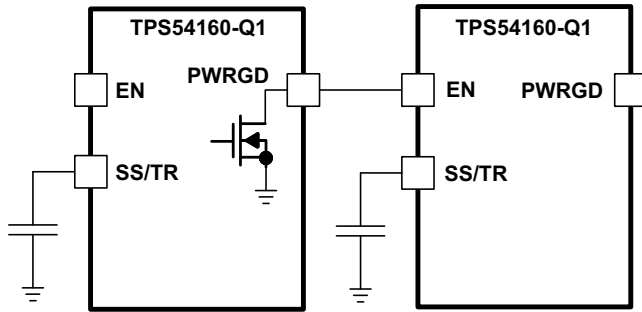 TPS54160-Q1
EN
PWRGD
SS/TR
TPS54160-Q1
EN
PWRGD
SS/TR